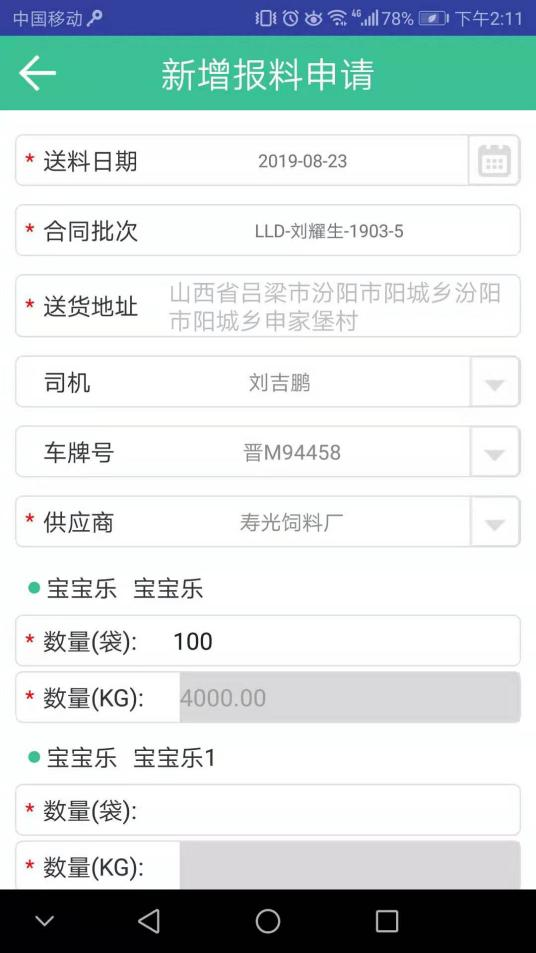 中国移动 4G 78% 下午2:11
新增报料申请
* 送料日期 2019-08-23
* 合同批次 LLD-刘耀生-1903-5
* 送货地址 山西省吕梁市汾阳市阳城乡汾阳
市阳城乡申家堡村
司机 刘吉鹏
车牌号 晋M94458
* 供应商 寿光饲料厂
宝宝乐 宝宝乐
* 数量(袋): 100
* 数量(KG): 4000.00
宝宝乐 宝宝乐1
* 数量(袋):
* 数量(KG):